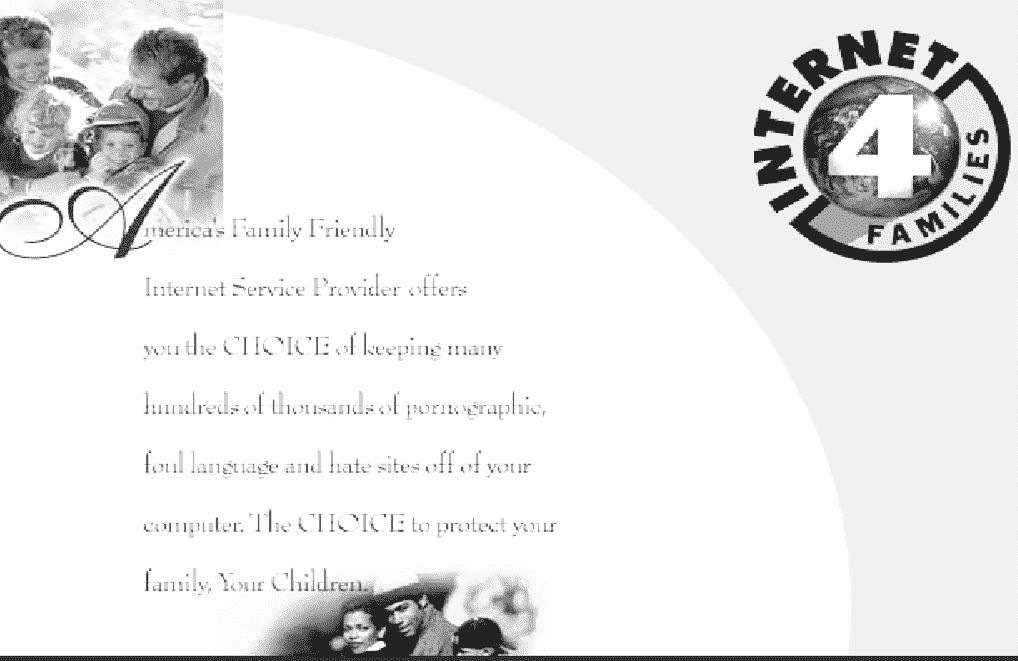 America's Family Friendly
Internet Service Provider offers
you the CHOICE of keeping many
hundreds of thousands of pornographic,
foul language and hate sites off of your
computer. The CHOICE to protect your
family, Your Children.
INTERNET
4
FAMILIES